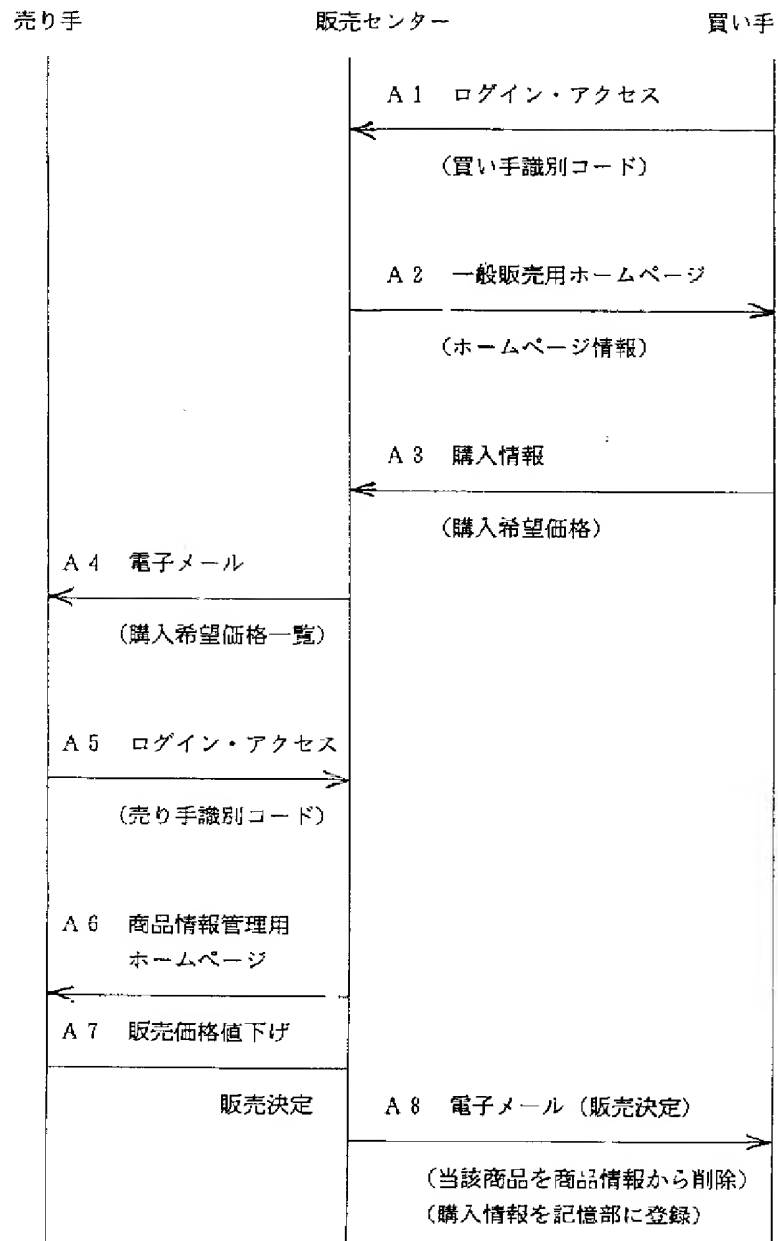 売り手
販売センター
買い手
A1 ログイン・アクセス
(買い手識別コード)
A2 一般販売用ホームページ
(ホームページ情報)
A3 購入情報
(購入希望価格)
A4 電子メール
(購入希望価格一覧)
A5 ログイン・アクセス
(売り手識別コード)
A6 商品情報管理用
ホームページ
A7 販売価格値下げ
販売決定
A8 電子メール(販売決定)
(当該商品を商品情報から削除)
(購入情報を記憶部に登録)